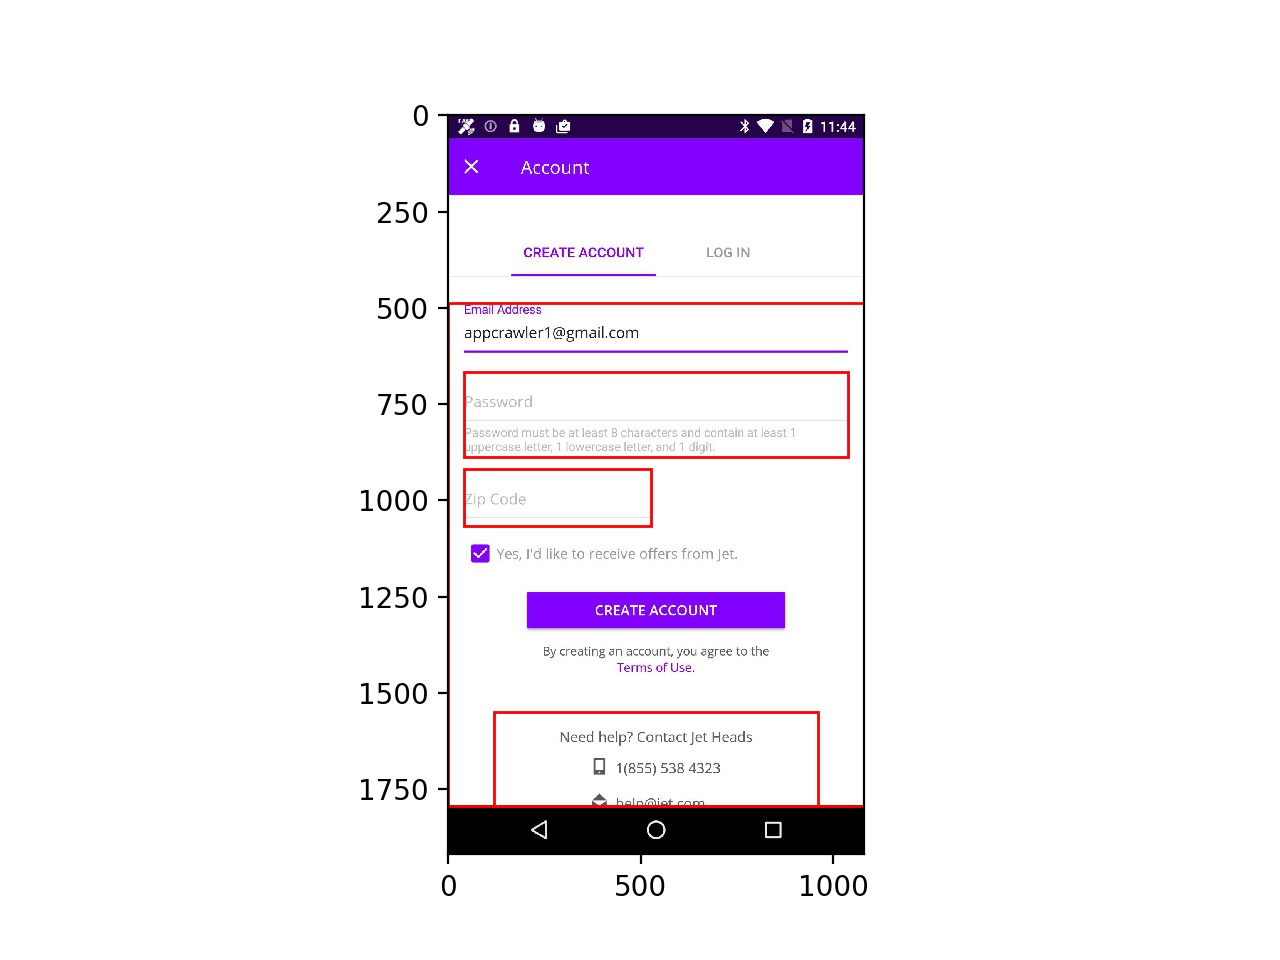 0
250
500
750
1000
1250
1500
1750
0
500
1000
11:44
Account
CREATE ACCOUNT
LOG IN
Email Address
appcrawler1@gmail.com
Password
Password must be at least 8 characters and contain at least 1
uppercase letter, 1 lowercase letter, and 1 digit.
Zip Code
Yes, I'd like to receive offers from Jet.
CREATE ACCOUNT
By creating an account, you agree to the
Terms of Use.
Need help? Contact Jet Heads
1(855) 538 4323
help@jet.com